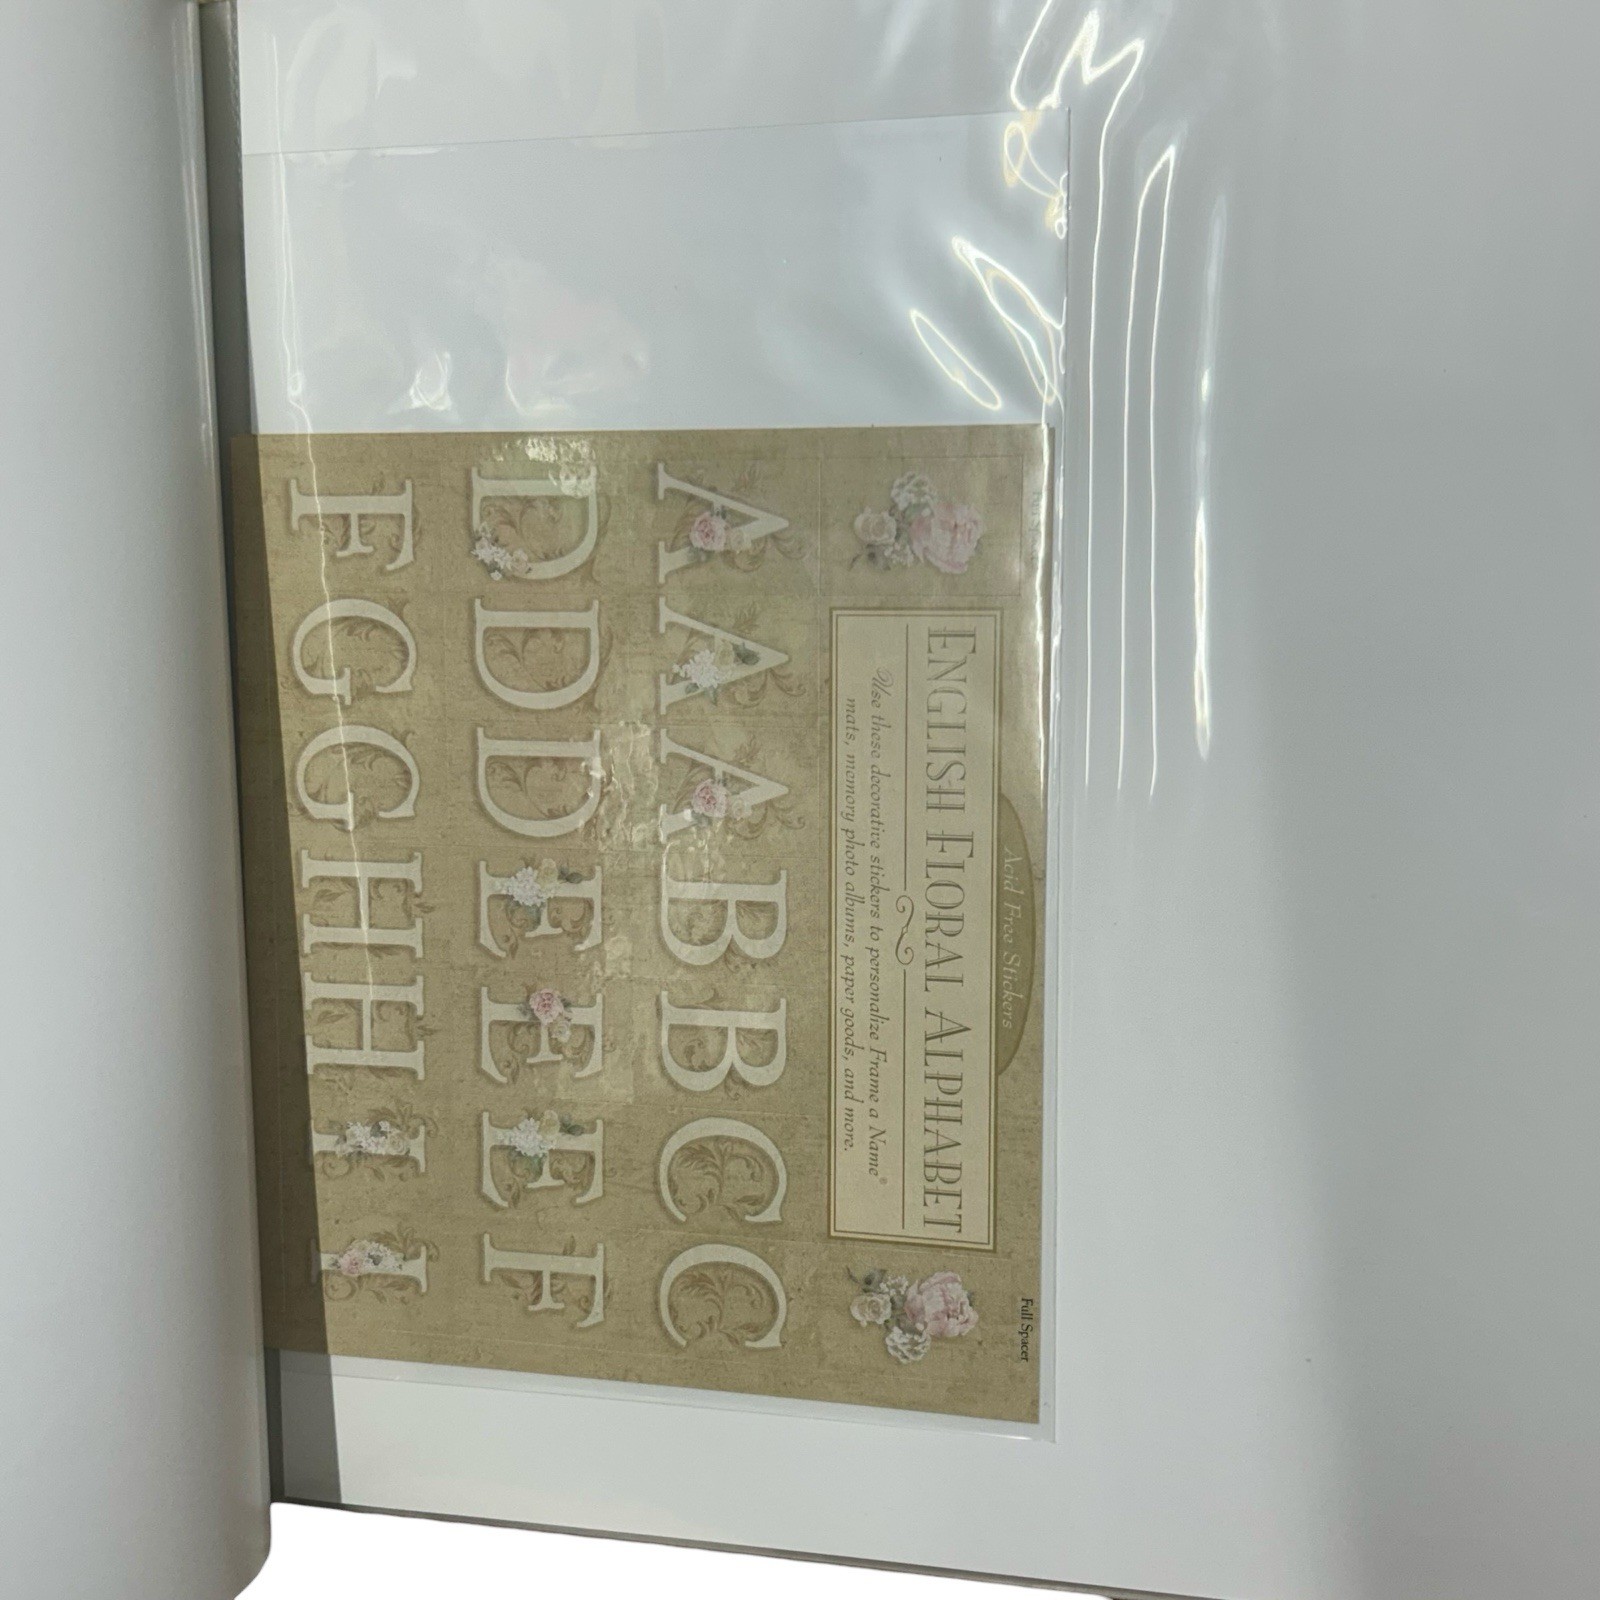 Acid Free Stickers
Full Spacer
ENGLISH FLORAL ALPHABET
Use these decorative stickers to personalize Frame a Name®
mats, memory photo albums, paper goods, and more.
A A A B B C C
D D D E E E F
F G G H H I I